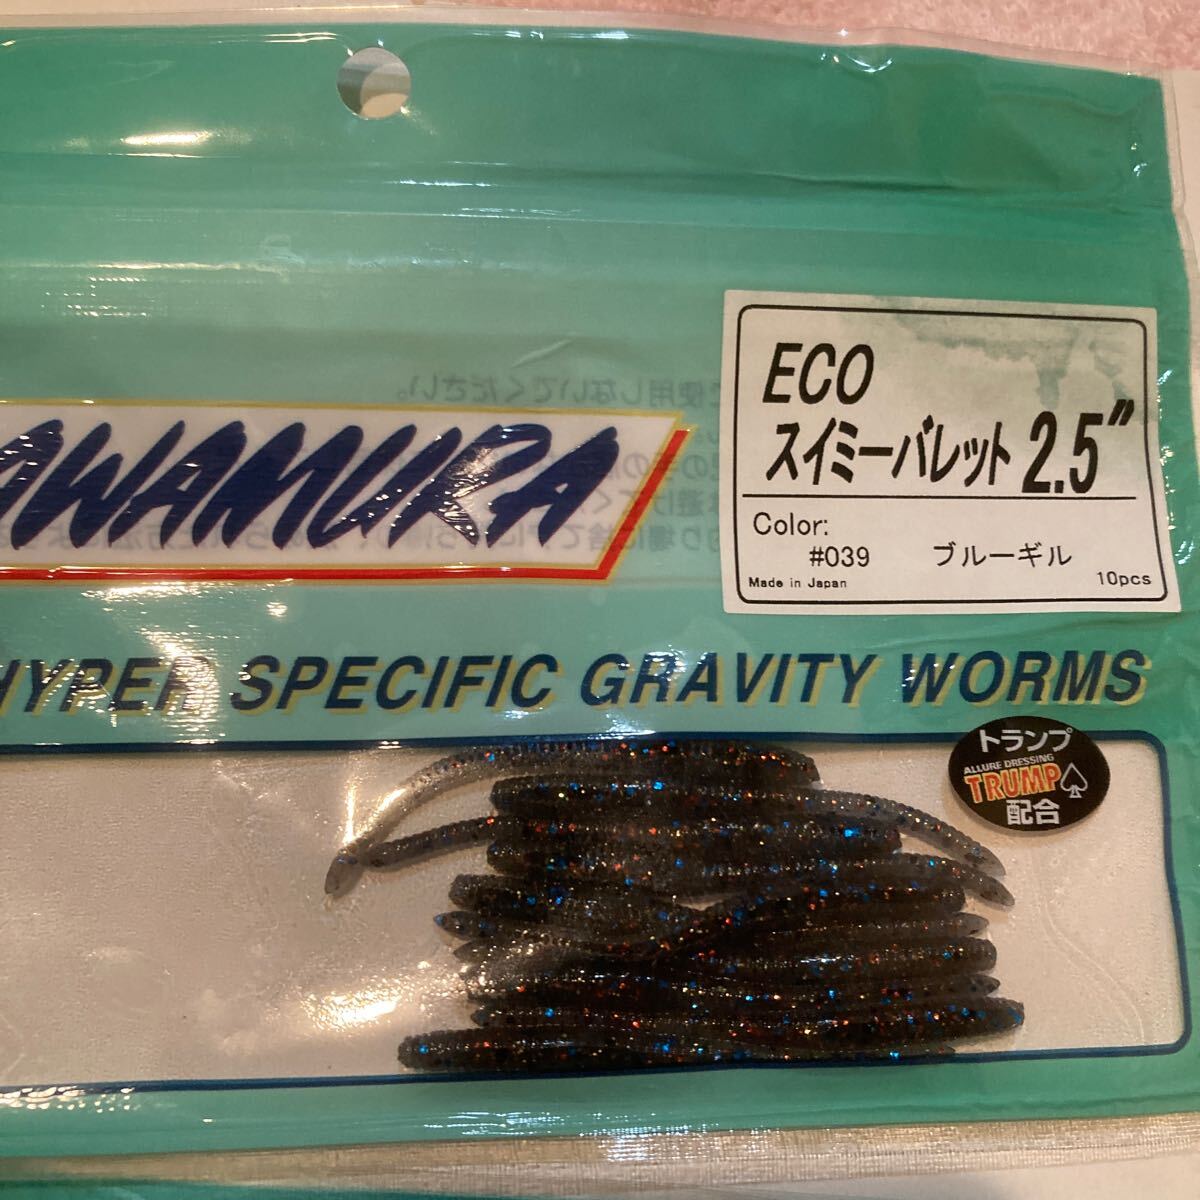 ECO
スイミーバレット 2.5"
Color:
#039 ブルーギル
Made in Japan 10pcs
AWAMURA
HYPER SPECIFIC GRAVITY WORMS
トランプ
ALLURE DRESSING
TRUMP
配合